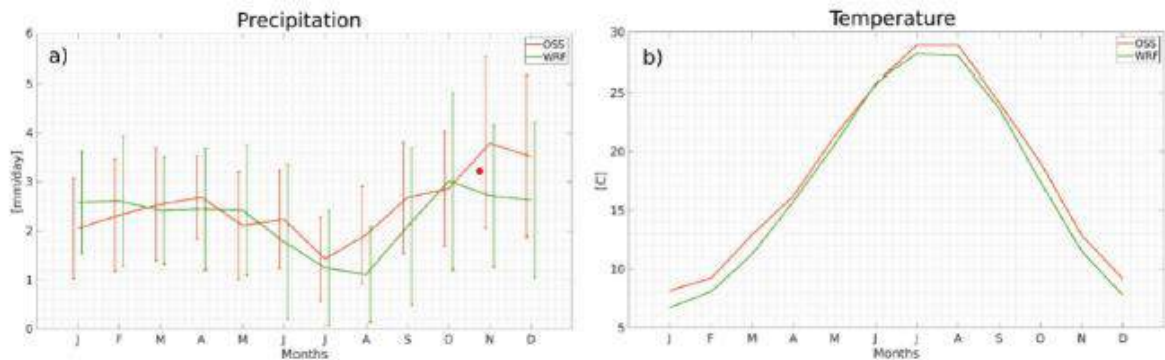 Precipitation
a)
OSS
WRF
[mm/day]
6
5
4
3
2
1
0
J F M A M J J A S O N D
Months
Temperature
b)
OSS
WRF
[C]
30
25
20
15
10
5
J F M A M J J A S O N D
Months